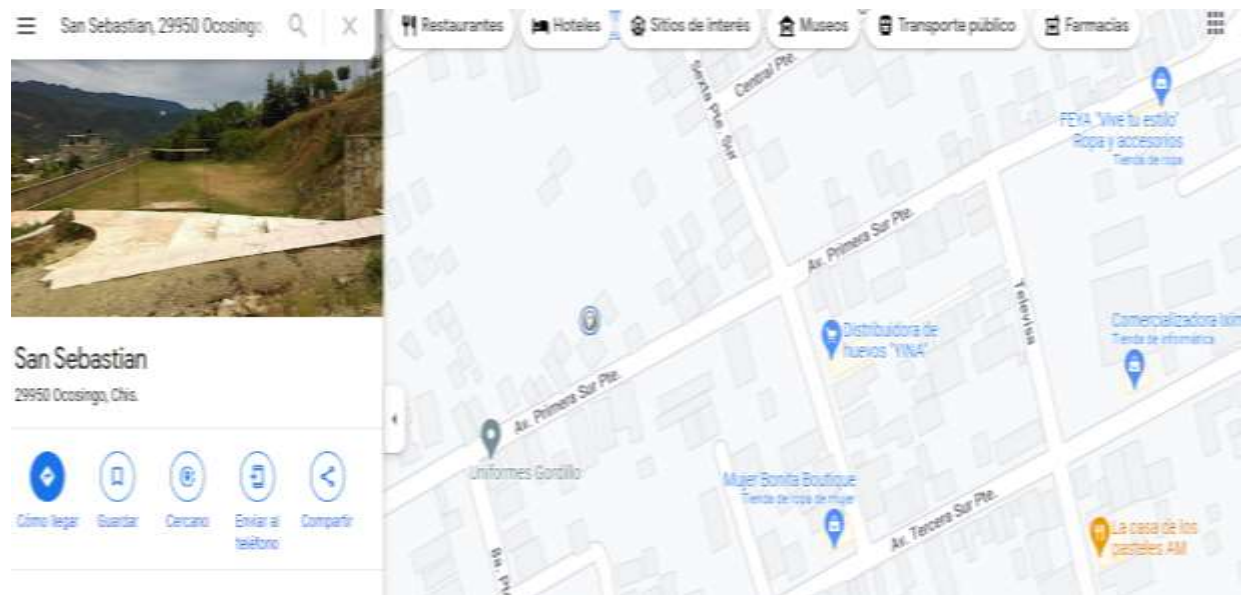 San Sebastian, 29950 Ocosingo
Restaurantes
Hoteles
Sitios de interés
Museos
Transporte público
Farmacias
San Sebastian
29950 Ocosingo, Chis.
Cómo llegar
Guardar
Cercano
Enviar al
teléfono
Compartir
Sexta Pte. Sur
Central Pte.
FEYA "Vive tu estilo"
Ropa y accesorios
Tienda de ropa
Av. Primera Sur Pte.
Televisa
Distribuidora de
huevos "YINA"
Comercializadora Ixim
Tienda de informática
Av. Primera Sur Pte.
Uniformes Gordillo
Mujer Bonita Boutique
Tienda de ropa de mujer
Av. Tercera Sur Pte.
La casa de los
pasteles AM
8a. Pte.